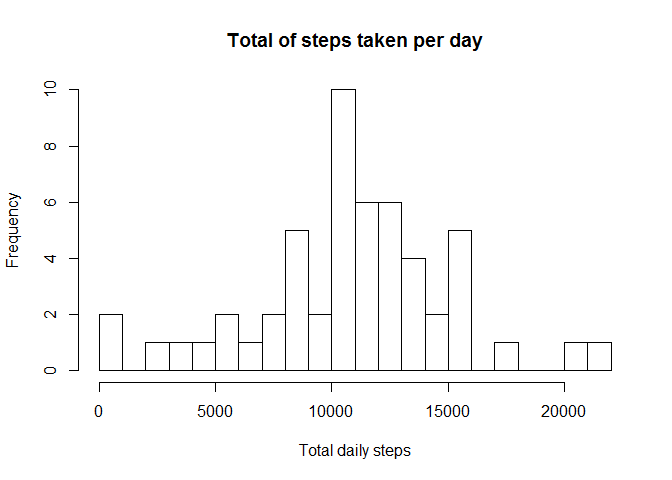 Total of steps taken per day
Frequency
10
8
6
4
2
0
0 5000 10000 15000 20000
Total daily steps